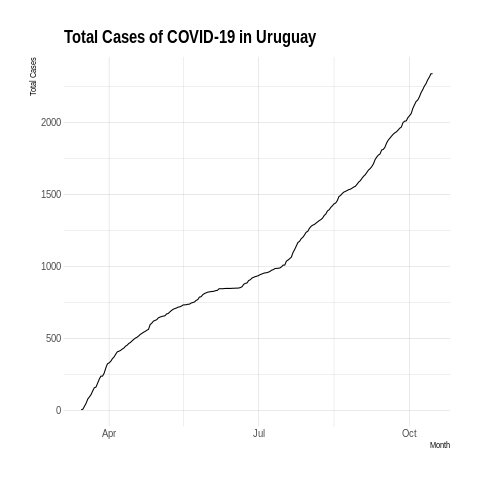 Total Cases of COVID-19 in Uruguay
Total Cases
2000
1500
1000
500
0
Apr Jul Oct
Month